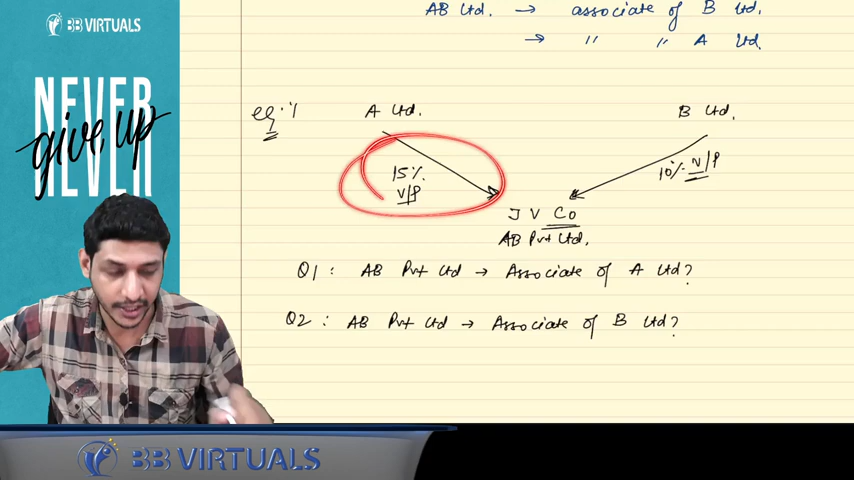 AB Ltd. → associate of B Ltd.
→ " " A Ltd.
BB VIRTUALS
NEVER
give up
NEVER
eg:1
A Ltd.
B Ltd.
15%
V/P
10% V/P
J V Co
AB Pvt Ltd.
Q1 : AB Pvt Ltd → Associate of A Ltd?
Q2 : AB Pvt Ltd → Associate of B Ltd?
BB VIRTUALS